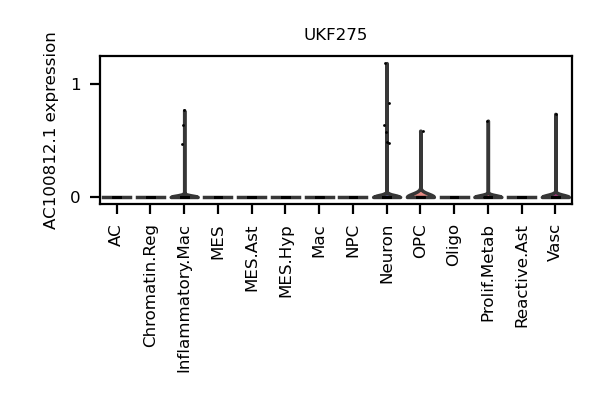 UKF275
AC100812.1 expression
1
0
AC
Chromatin.Reg
Inflammatory.Mac
MES
MES.Ast
MES.Hyp
Mac
NPC
Neuron
OPC
Oligo
Prolif.Metab
Reactive.Ast
Vasc